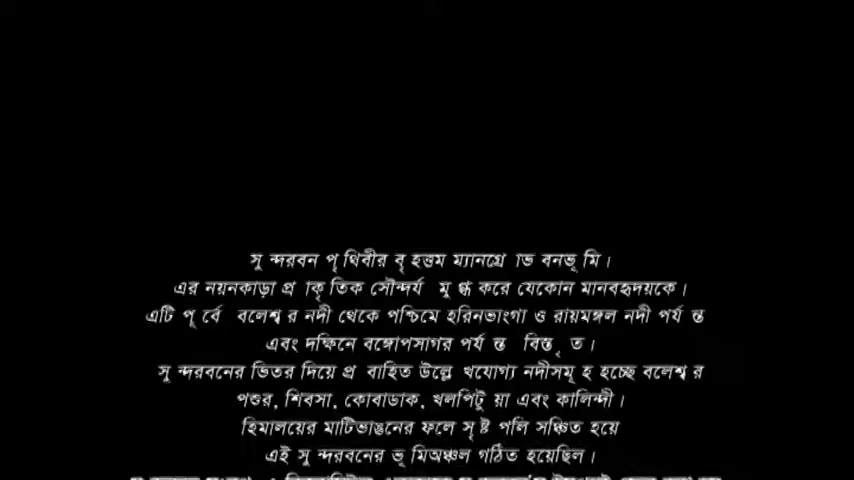 সুন্দরবন পৃথিবীর বৃহত্তম ম্যানগ্রোভ বনভূমি।
এর নয়নকাড়া প্রাকৃতিক সৌন্দর্য মুগ্ধ করে যেকোন মানবহৃদয়কে।
এটি পূর্বে বলেশ্বর নদী থেকে পশ্চিমে হরিনভাংগা ও রায়মঙ্গল নদী পর্যন্ত
এবং দক্ষিনে বঙ্গোপসাগর পর্যন্ত বিস্তৃত।
সুন্দরবনের ভিতর দিয়ে প্রবাহিত উল্লেখযোগ্য নদীসমূহ হচ্ছে বলেশ্বর
পশুর, শিবসা, কোবাডাক, খলপিটুয়া এবং কালিন্দী।
হিমালয়ের মাটিভাঙনের ফলে সৃষ্ট পলি সঞ্চিত হয়ে
এই সুন্দরবনের ভূমিঅঞ্চল গঠিত হয়েছিল।